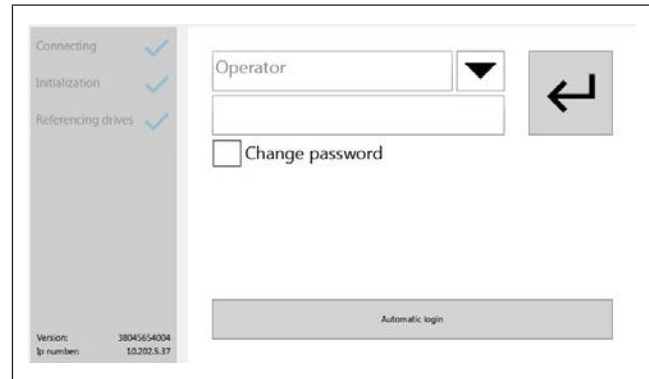 Connecting
Initialization
Referencing drives
Operator
Change password
Automatic login
Version: 38045654004
Ip number: 10.202.5.37